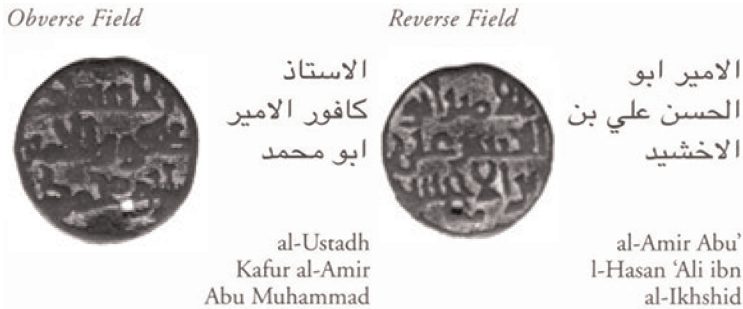 Obverse Field
الاستاذ
كافور الامير
ابو محمد
al-Ustadh
Kafur al-Amir
Abu Muhammad
Reverse Field
الامير ابو
الحسن علي بن
الاخشيد
al-Amir Abu’
l-Hasan ‘Ali ibn
al-Ikhshid